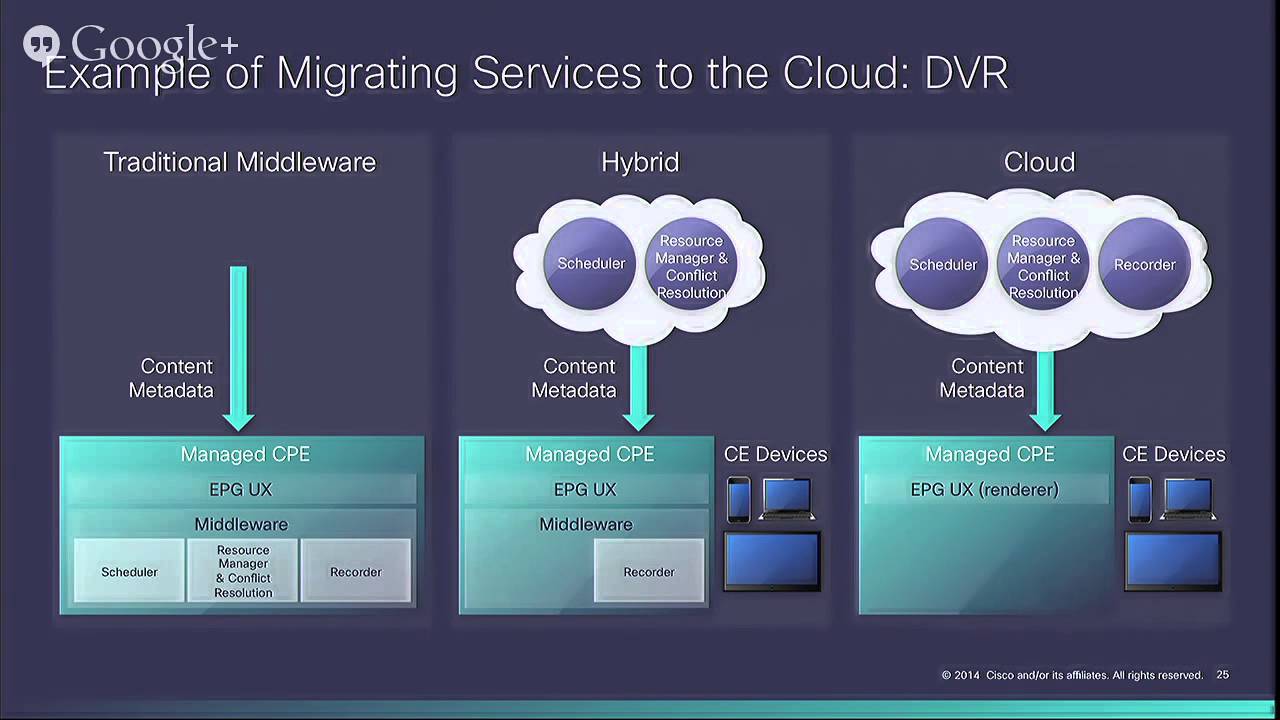 Google+
Example of Migrating Services to the Cloud: DVR
Traditional Middleware
Content
Metadata
Managed CPE
EPG UX
Middleware
Scheduler
Resource
Manager
& Conflict
Resolution
Recorder
Hybrid
Scheduler
Resource
Manager &
Conflict
Resolution
Content
Metadata
Managed CPE
EPG UX
Middleware
Recorder
CE Devices
Cloud
Scheduler
Resource
Manager &
Conflict
Resolution
Recorder
Content
Metadata
Managed CPE
EPG UX (renderer)
CE Devices
© 2014 Cisco and/or its affiliates. All rights reserved. 25